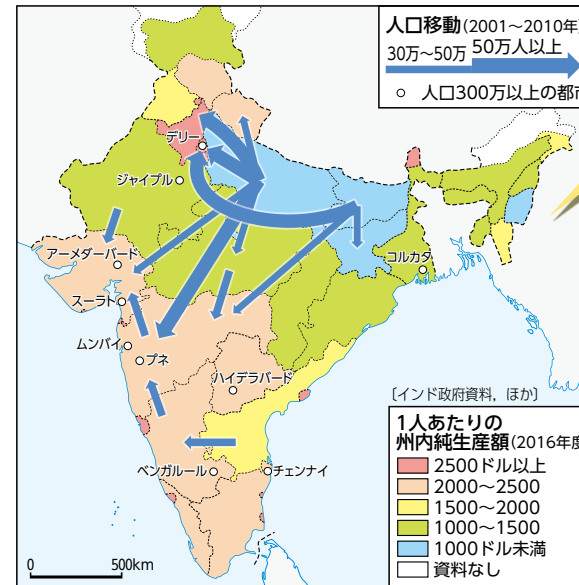 人口移動(2001～2010年)
30万～50万 50万人以上
人口300万以上の都市
デリー
ジャイプル
アーメダーバード
コルカタ
スーラト
ムンバイ
プネ
ハイデラバード
ベンガルール
チェンナイ
〔インド政府資料，ほか〕
1人あたりの
州内純生産額(2016年度
2500ドル以上
2000～2500
1500～2000
1000～1500
1000ドル未満
資料なし
0 500km